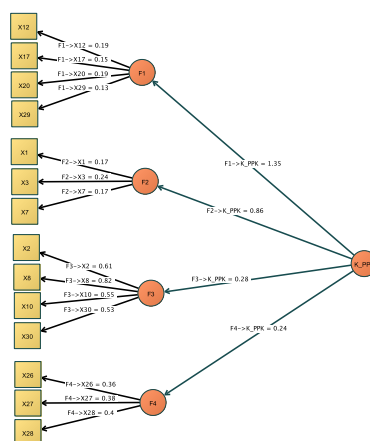 X12
F1->X12 = 0.19
X17
F1->X17 = 0.15
F1
X20
F1->X20 = 0.19
F1->X29 = 0.13
X29
X1
F2->X1 = 0.17
F1->K_PPK = 1.35
X3
F2->X3 = 0.24
F2
F2->X7 = 0.17
X7
F2->K_PPK = 0.86
X2
F3->X2 = 0.61
K_PP
X8
F3->X8 = 0.82
F3->K_PPK = 0.28
F3
X10
F3->X10 = 0.55
F3->X30 = 0.53
X30
F4->K_PPK = 0.24
X26
F4->X26 = 0.36
X27
F4->X27 = 0.38
F4
F4->X28 = 0.4
X28